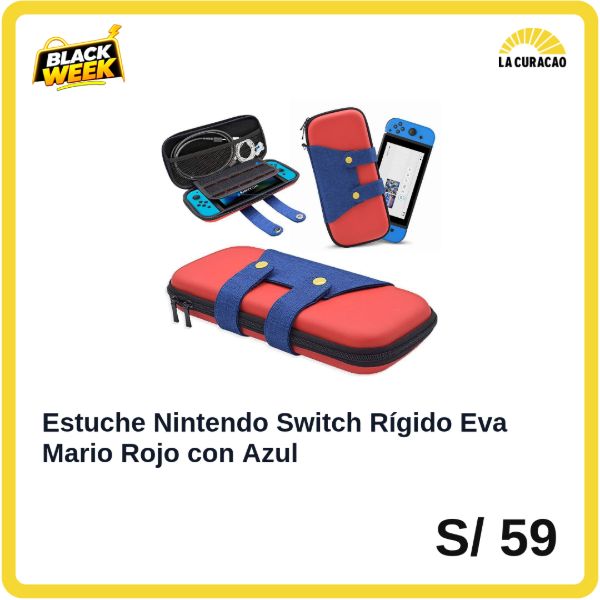 BLACK
WEEK
LA CURACAO
Estuche Nintendo Switch Rígido Eva
Mario Rojo con Azul
S/ 59